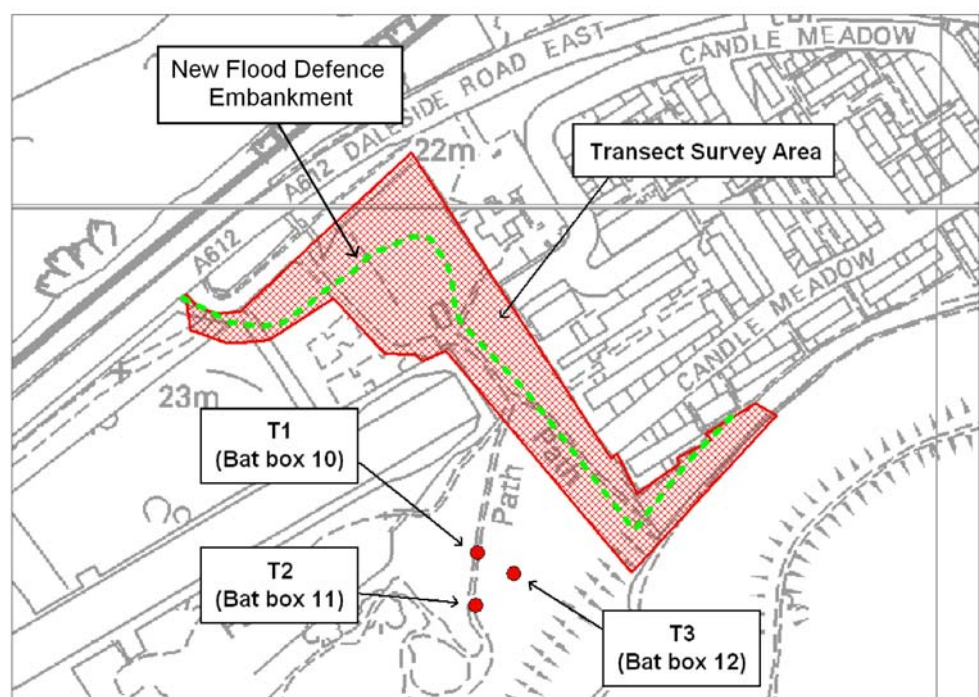 CANDLE MEADOW
A612 DALESIDE ROAD EAST
New Flood Defence
Embankment
22m
Transect Survey Area
A612
CANDLE MEADOW
23m
T1
(Bat box 10)
Path
Path
T2
(Bat box 11)
T3
(Bat box 12)